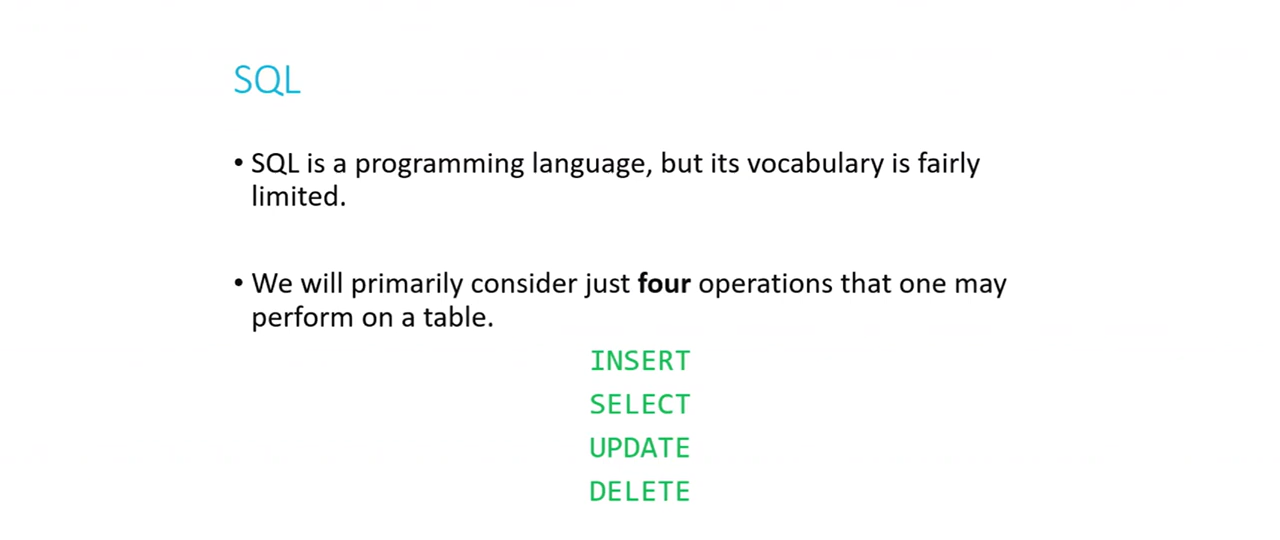 SQL
• SQL is a programming language, but its vocabulary is fairly
limited.
• We will primarily consider just four operations that one may
perform on a table.
INSERT
SELECT
UPDATE
DELETE